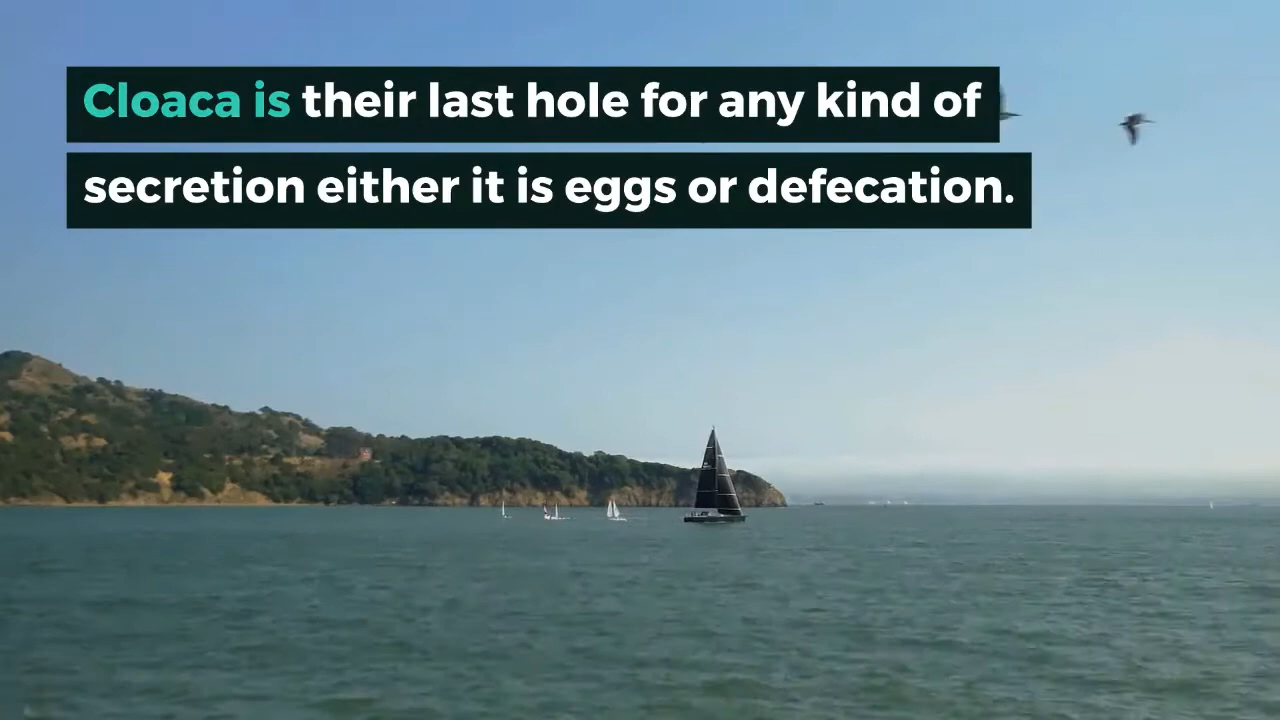 Cloaca is their last hole for any kind of
secretion either it is eggs or defecation.